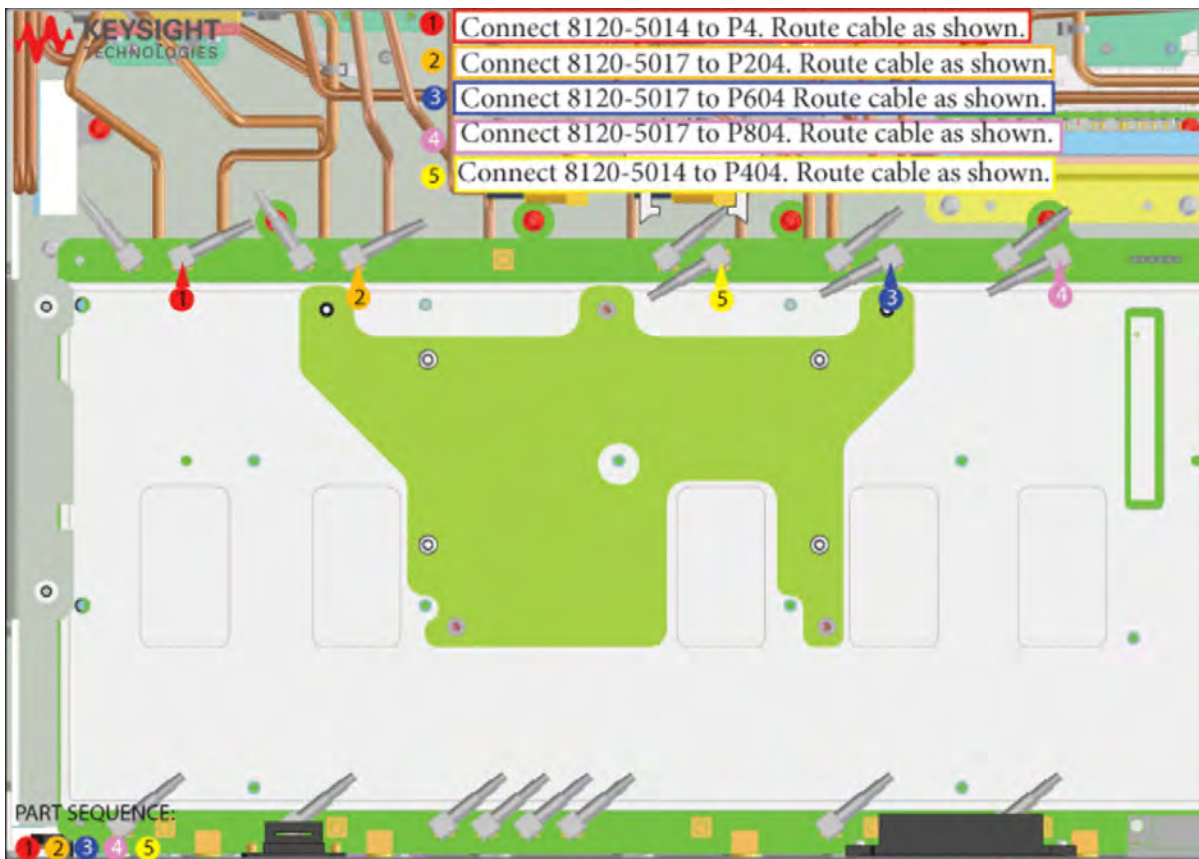 KEYSIGHT
TECHNOLOGIES
1 Connect 8120-5014 to P4. Route cable as shown.
2 Connect 8120-5017 to P204. Route cable as shown.
3 Connect 8120-5017 to P604 Route cable as shown.
4 Connect 8120-5017 to P804. Route cable as shown.
5 Connect 8120-5014 to P404. Route cable as shown.
1 2 5 3 4
PART SEQUENCE:
1 2 3 4 5